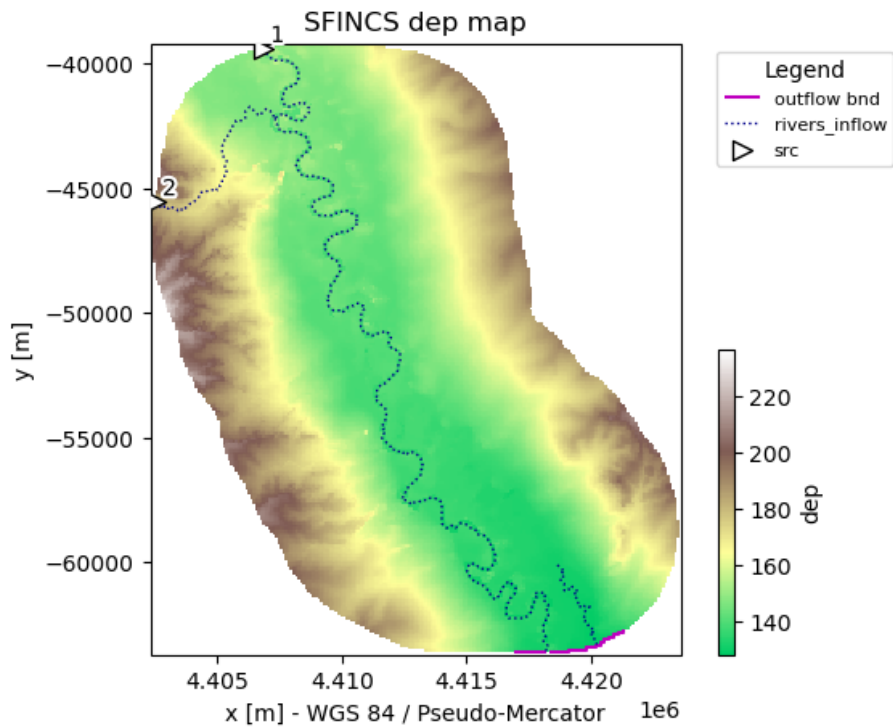 SFINCS dep map
1
2
−40000
−45000
−50000
−55000
−60000
y [m]
4.405
4.410
4.415
4.420
1e6
x [m] - WGS 84 / Pseudo-Mercator
Legend
outflow bnd
rivers_inflow
src
220
200
180
160
140
dep